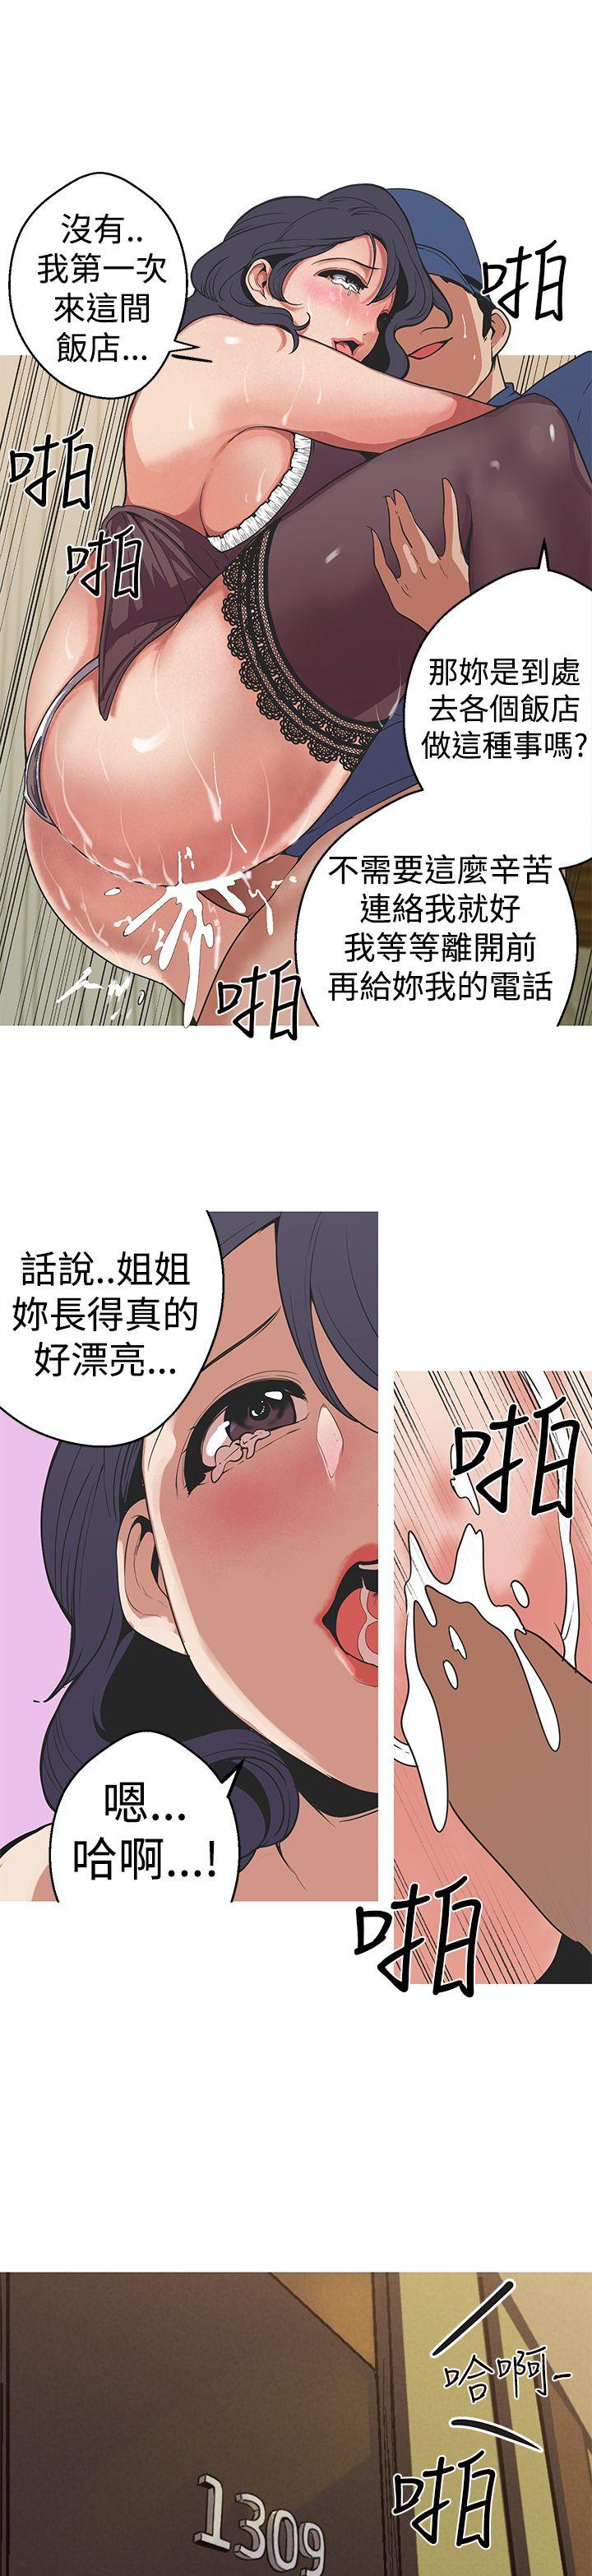 沒有..
我第一次
來這間
飯店...
啪
啪
啪
那妳是到處
去各個飯店
做這種事嗎?
不需要這麼辛苦
連絡我就好
我等等離開前
再給妳我的電話
啪
話說..姐姐
妳長得真的
好漂亮...
啪
嗯...
哈啊...!
啪
哈啊-
啪
1309